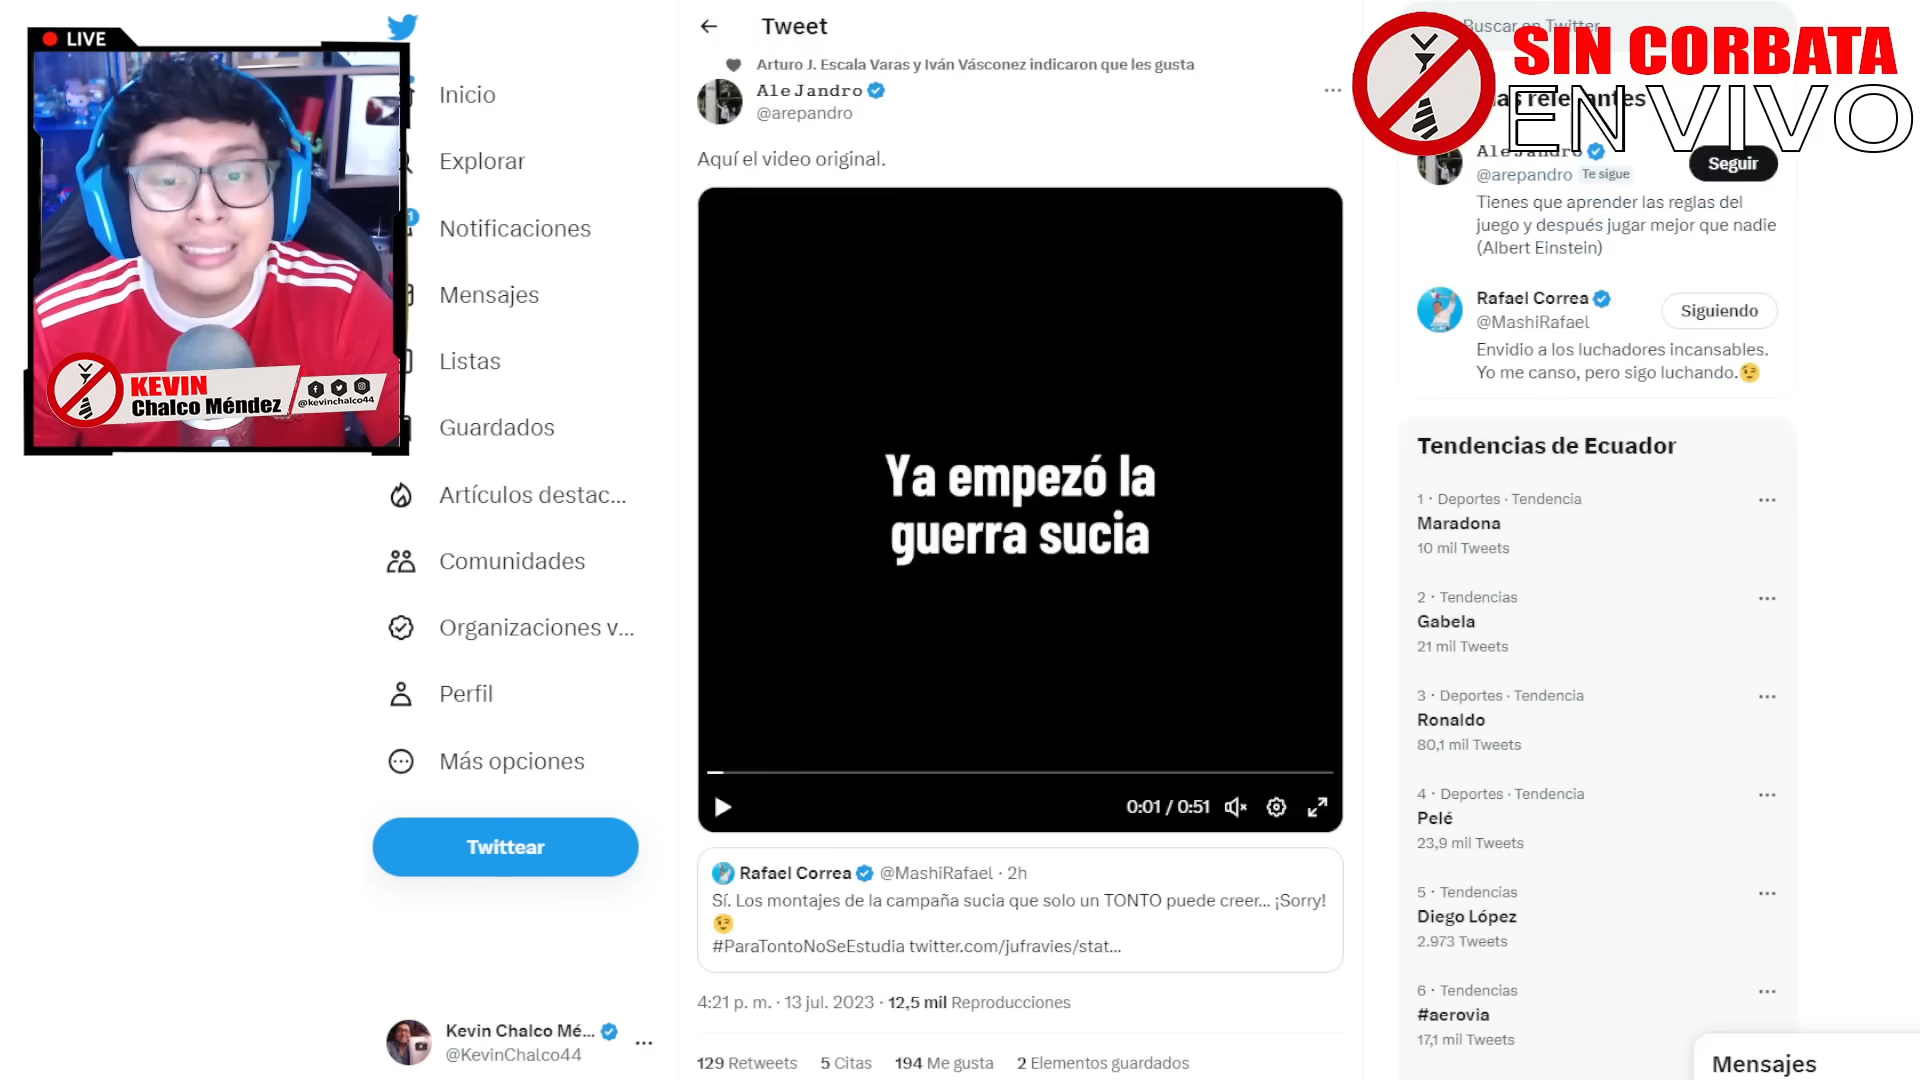 LIVE
KEVIN
Chalco Méndez
@kevinchalco44
Inicio
Explorar
1
Notificaciones
Mensajes
Listas
Guardados
Artículos destac...
Comunidades
Organizaciones v...
Perfil
Más opciones
Twittear
Kevin Chalco Mé...
@KevinChalco44
Tweet
Arturo J. Escala Varas y Iván Vásconez indicaron que les gusta
AleJandro
@arepandro
Aquí el video original.
Ya empezó la
guerra sucia
0:01 / 0:51
Rafael Correa @MashiRafael · 2h
Sí. Los montajes de la campaña sucia que solo un TONTO puede creer... ¡Sorry!
😉
#ParaTontoNoSeEstudia twitter.com/jufravies/stat...
4:21 p. m. · 13 jul. 2023 · 12,5 mil Reproducciones
129 Retweets 5 Citas 194 Me gusta 2 Elementos guardados
Buscar en Twitter
SIN CORBATA
EN VIVO
relevantes
AleJandro
@arepandro Te sigue
Seguir
Tienes que aprender las reglas del
juego y después jugar mejor que nadie
(Albert Einstein)
Rafael Correa
@MashiRafael
Siguiendo
Envidio a los luchadores incansables.
Yo me canso, pero sigo luchando.😉
Tendencias de Ecuador
1 · Deportes · Tendencia
Maradona
10 mil Tweets
2 · Tendencias
Gabela
21 mil Tweets
3 · Deportes · Tendencia
Ronaldo
80,1 mil Tweets
4 · Deportes · Tendencia
Pelé
23,9 mil Tweets
5 · Tendencias
Diego López
2.973 Tweets
6 · Tendencias
#aerovia
17,1 mil Tweets
Mensajes